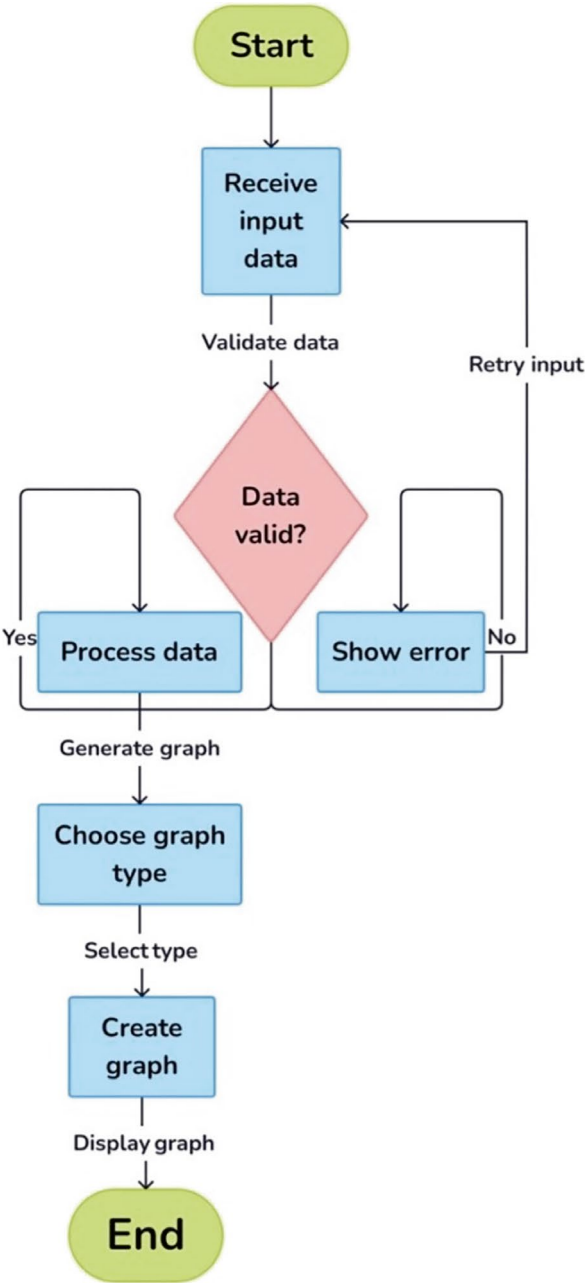 Start
Receive
input
data
Validate data
Retry input
Data
valid?
Yes
Process data
Show error
No
Generate graph
Choose graph
type
Select type
Create
graph
Display graph
End